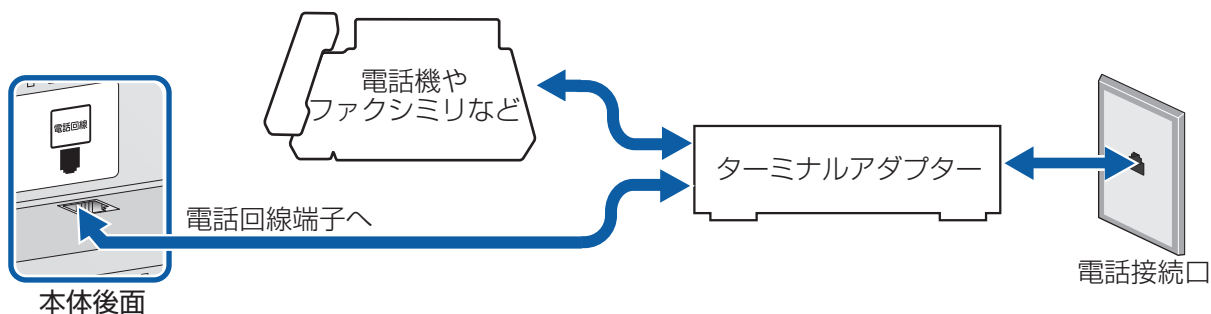 電話機や
ファクシミリなど
電話回線
ターミナルアダプター
電話回線端子へ
電話接続口
本体後面